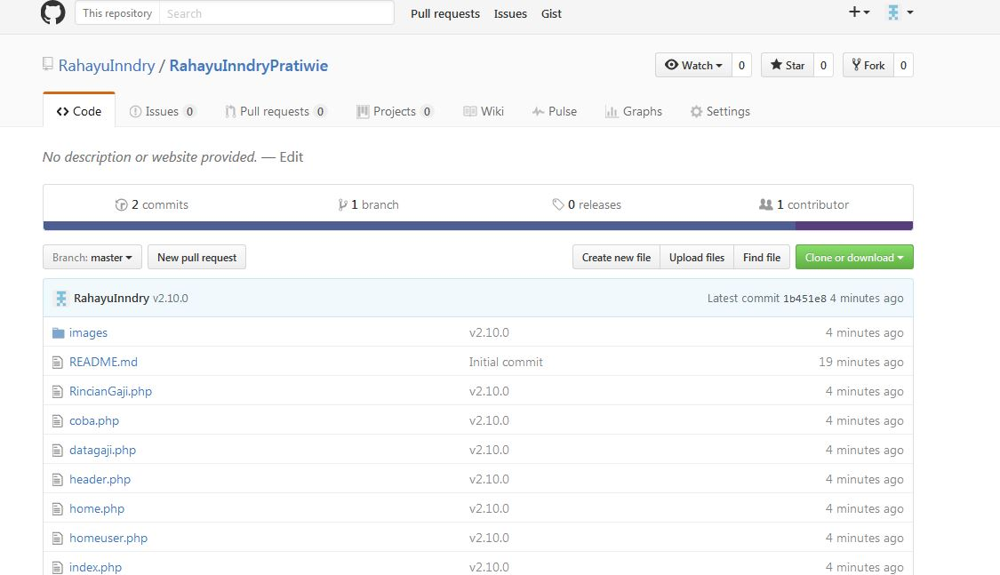 This repository Search Pull requests Issues Gist
RahayuInndry / RahayuInndryPratiwie Watch 0 Star 0 Fork 0
Code Issues 0 Pull requests 0 Projects 0 Wiki Pulse Graphs Settings
No description or website provided. — Edit
2 commits 1 branch 0 releases 1 contributor
Branch: master New pull request Create new file Upload files Find file Clone or download
RahayuInndry v2.10.0 Latest commit 1b451e8 4 minutes ago
images v2.10.0 4 minutes ago
README.md Initial commit 19 minutes ago
RincianGaji.php v2.10.0 4 minutes ago
coba.php v2.10.0 4 minutes ago
datagaji.php v2.10.0 4 minutes ago
header.php v2.10.0 4 minutes ago
home.php v2.10.0 4 minutes ago
homeuser.php v2.10.0 4 minutes ago
index.php v2.10.0 4 minutes ago